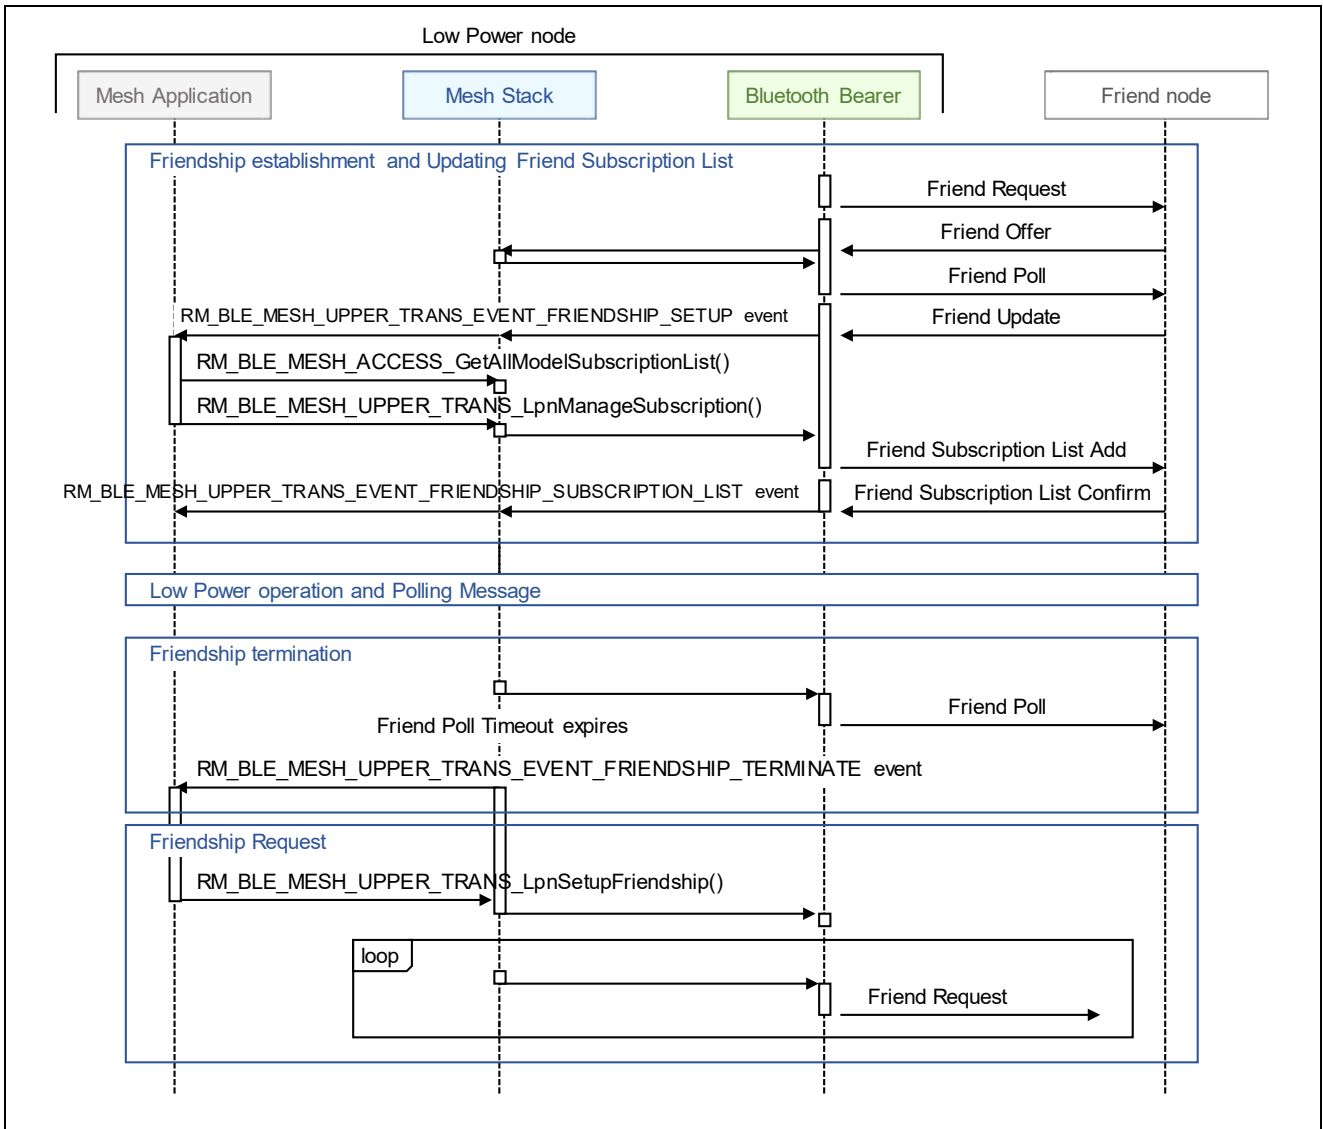 Low Power node
Mesh Application
Mesh Stack
Bluetooth Bearer
Friend node
Friendship establishment and Updating Friend Subscription List
Friend Request
Friend Offer
Friend Poll
RM_BLE_MESH_UPPER_TRANS_EVENT_FRIENDSHIP_SETUP event
Friend Update
RM_BLE_MESH_ACCESS_GetAllModelSubscriptionList()
RM_BLE_MESH_UPPER_TRANS_LpnManageSubscription()
Friend Subscription List Add
RM_BLE_MESH_UPPER_TRANS_EVENT_FRIENDSHIP_SUBSCRIPTION_LIST event
Friend Subscription List Confirm
Low Power operation and Polling Message
Friendship termination
Friend Poll
Friend Poll Timeout expires
RM_BLE_MESH_UPPER_TRANS_EVENT_FRIENDSHIP_TERMINATE event
Friendship Request
RM_BLE_MESH_UPPER_TRANS_LpnSetupFriendship()
loop
Friend Request